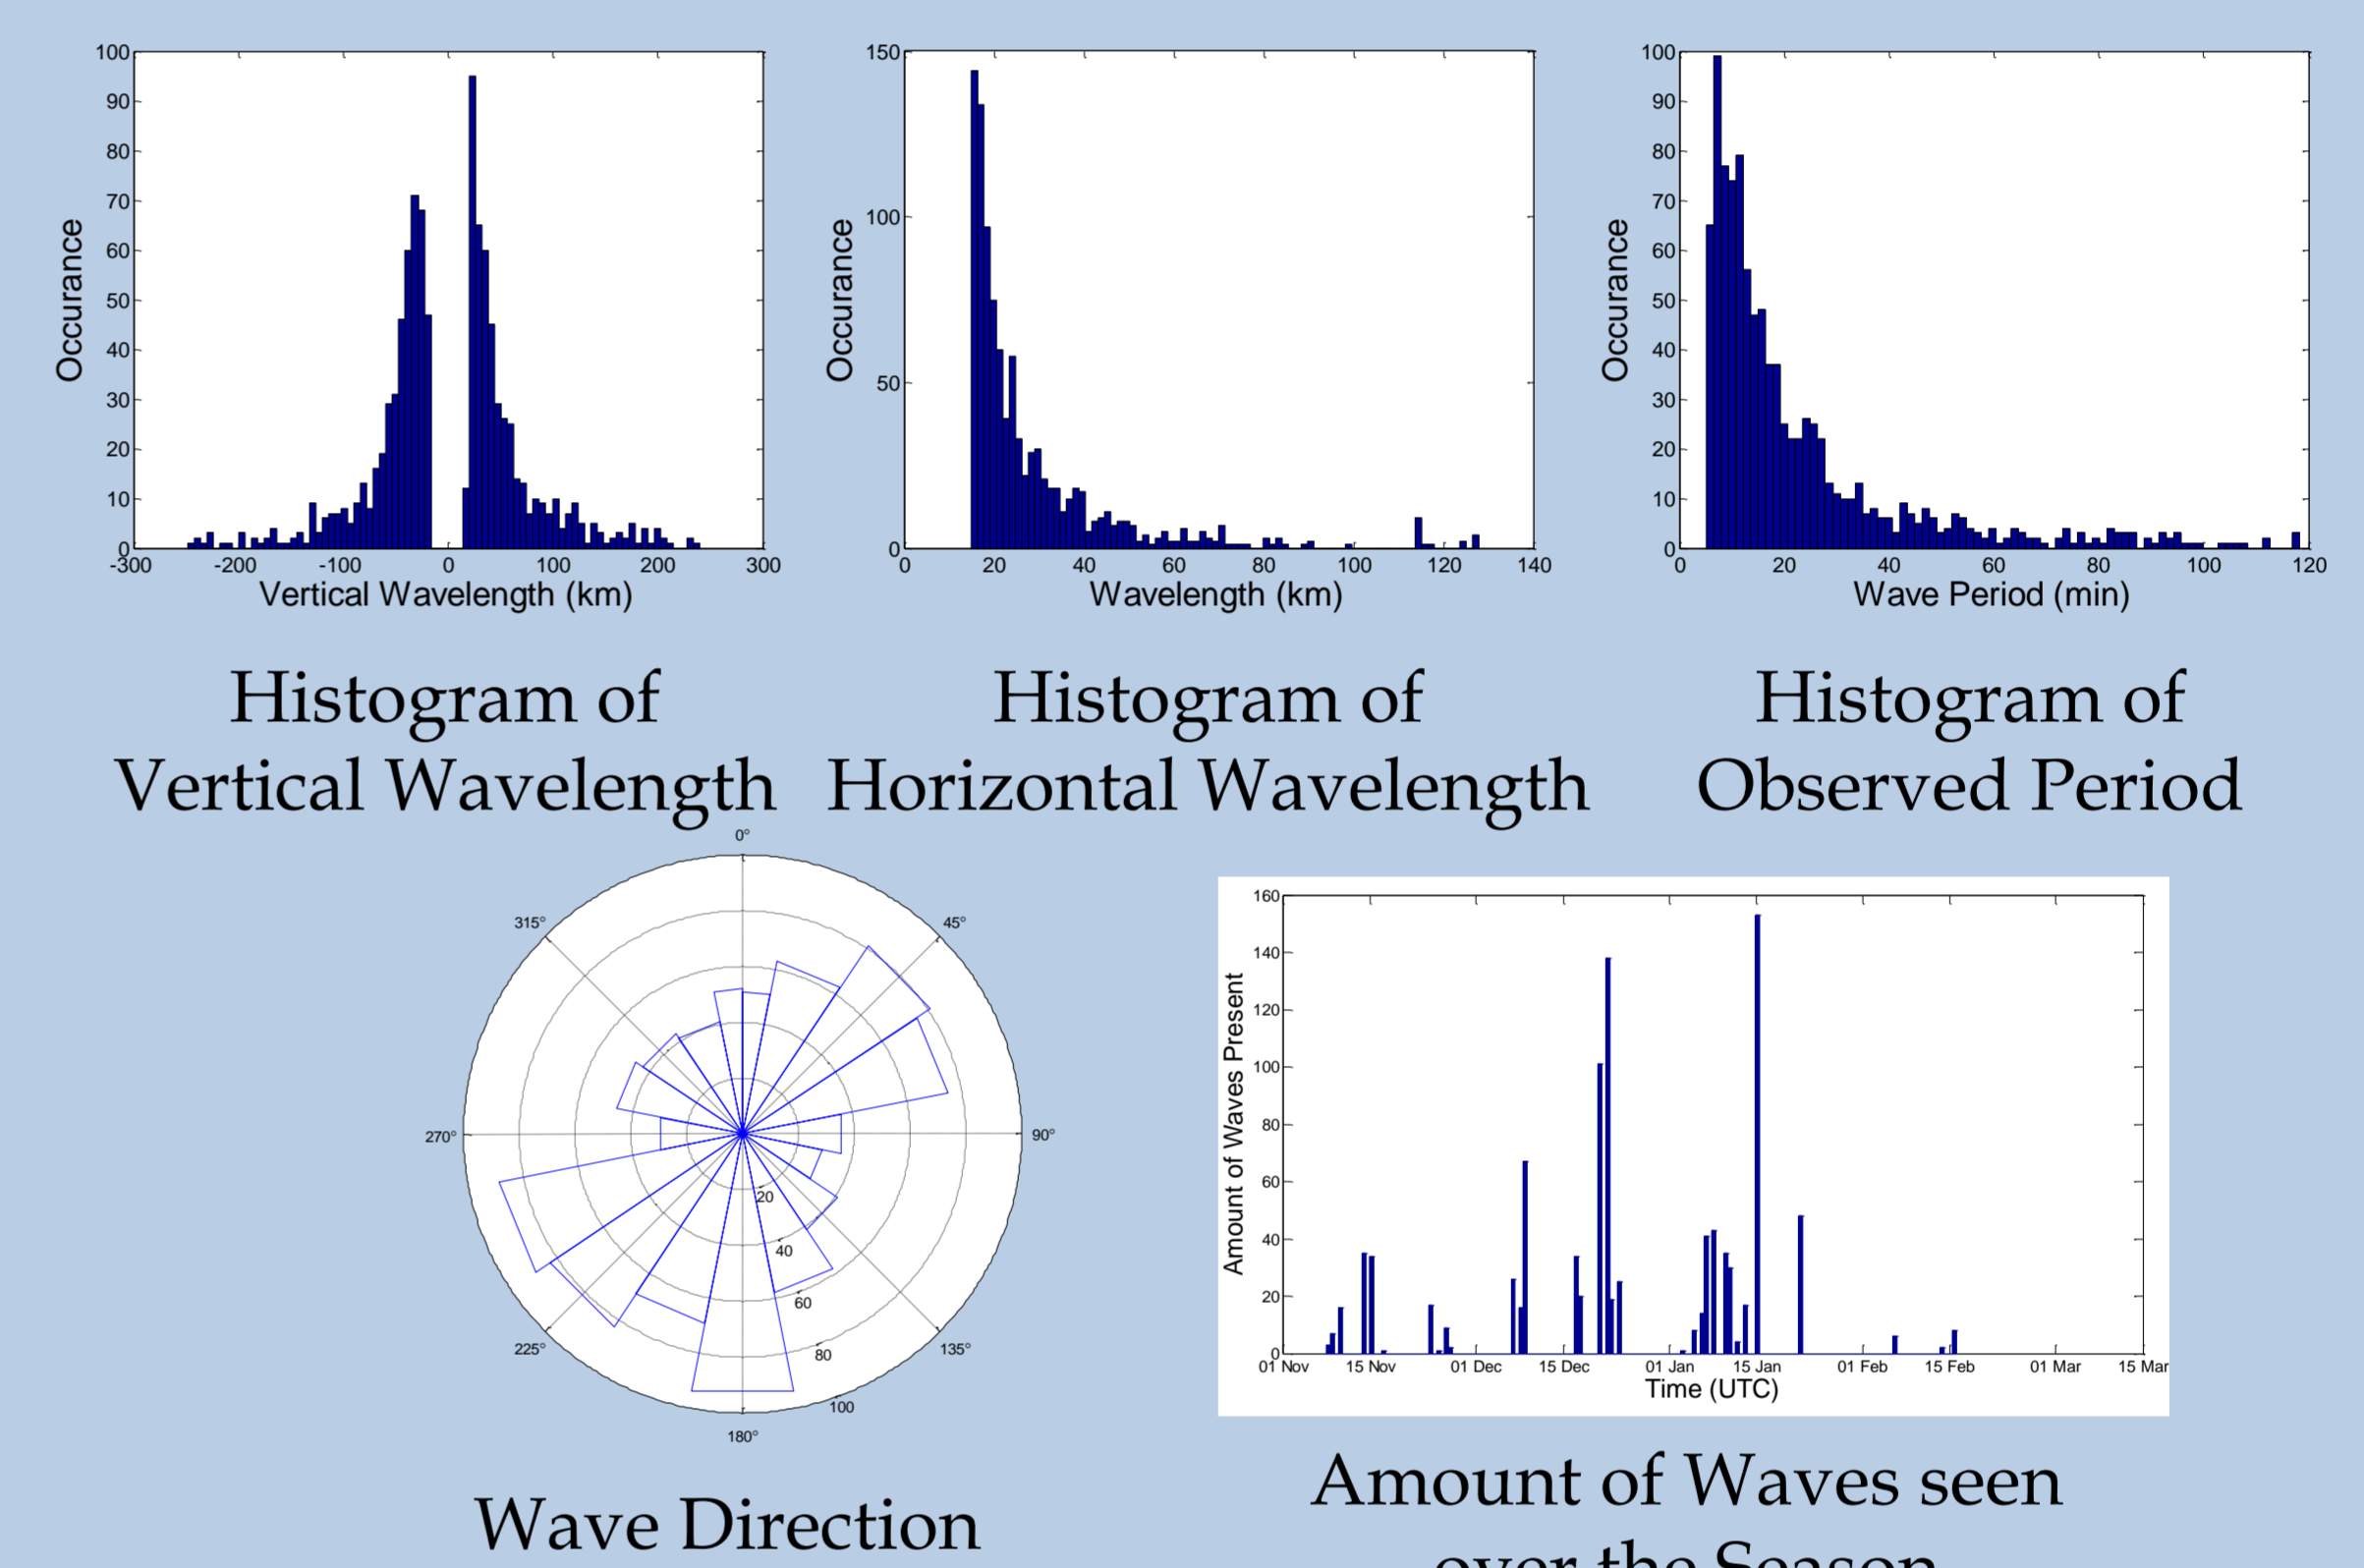 100
90
80
70
60
50
40
30
20
10
0
-300 -200 -100 0 100 200 300
Occurance
Vertical Wavelength (km)
Histogram of
Vertical Wavelength
150
100
50
0
0 20 40 60 80 100 120 140
Occurance
Wavelength (km)
Histogram of
Horizontal Wavelength
100
90
80
70
60
50
40
30
20
10
0
0 20 40 60 80 100 120
Occurance
Wave Period (min)
Histogram of
Observed Period
0°
45°
90°
135°
180°
225°
270°
315°
20
40
60
80
100
Wave Direction
160
140
120
100
80
60
40
20
0
01 Nov 15 Nov 01 Dec 15 Dec 01 Jan 15 Jan 01 Feb 15 Feb 01 Mar 15 Mar
Amount of Waves Present
Time (UTC)
Amount of Waves seen
over the Season